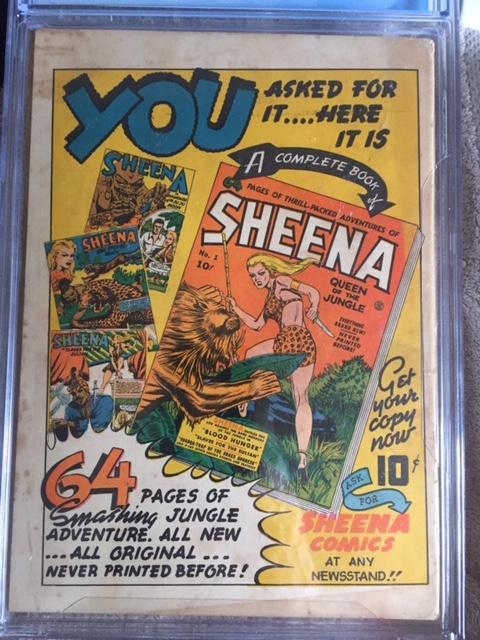 YOU
ASKED FOR
IT....HERE
IT IS
A COMPLETE BOOK of
SHEENA
SHEENA
SHEENA
64 PAGES OF THRILL-PACKED ADVENTURES OF
SHEENA
No. 1
10¢
QUEEN
OF THE
JUNGLE
EVERYTHING
BRAND NEW!
NEVER
PRINTED
BEFORE!
"BLOOD HUNGER"
"SLAVES FOR THE SULTAN"
Get
your
copy
now
10¢
ASK
FOR
SHEENA
COMICS
AT ANY
NEWSSTAND!!
64 PAGES OF
Smashing JUNGLE
ADVENTURE. ALL NEW
...ALL ORIGINAL...
NEVER PRINTED BEFORE!